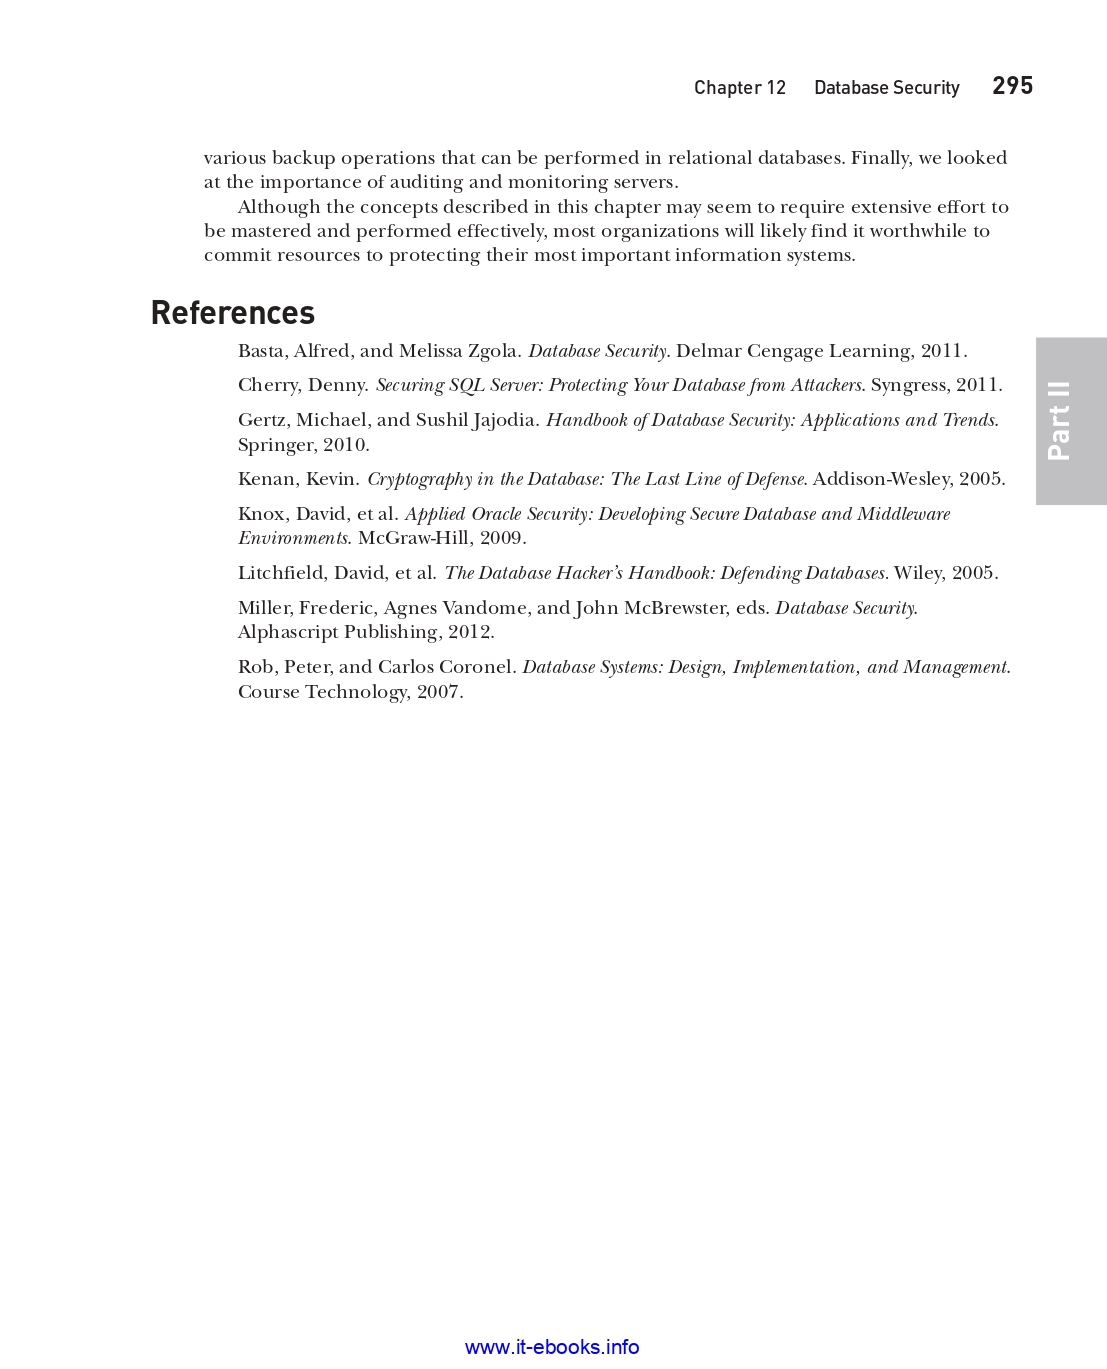 Chapter 12 Database Security 295
various backup operations that can be performed in relational databases. Finally, we looked
at the importance of auditing and monitoring servers.
Although the concepts described in this chapter may seem to require extensive effort to
be mastered and performed effectively, most organizations will likely find it worthwhile to
commit resources to protecting their most important information systems.
References
Basta, Alfred, and Melissa Zgola. Database Security. Delmar Cengage Learning, 2011.
Cherry, Denny. Securing SQL Server: Protecting Your Database from Attackers. Syngress, 2011.
Gertz, Michael, and Sushil Jajodia. Handbook of Database Security: Applications and Trends.
Springer, 2010.
Kenan, Kevin. Cryptography in the Database: The Last Line of Defense. Addison-Wesley, 2005.
Knox, David, et al. Applied Oracle Security: Developing Secure Database and Middleware
Environments. McGraw-Hill, 2009.
Litchfield, David, et al. The Database Hacker’s Handbook: Defending Databases. Wiley, 2005.
Miller, Frederic, Agnes Vandome, and John McBrewster, eds. Database Security.
Alphascript Publishing, 2012.
Rob, Peter, and Carlos Coronel. Database Systems: Design, Implementation, and Management.
Course Technology, 2007.
Part II
www.it-ebooks.info